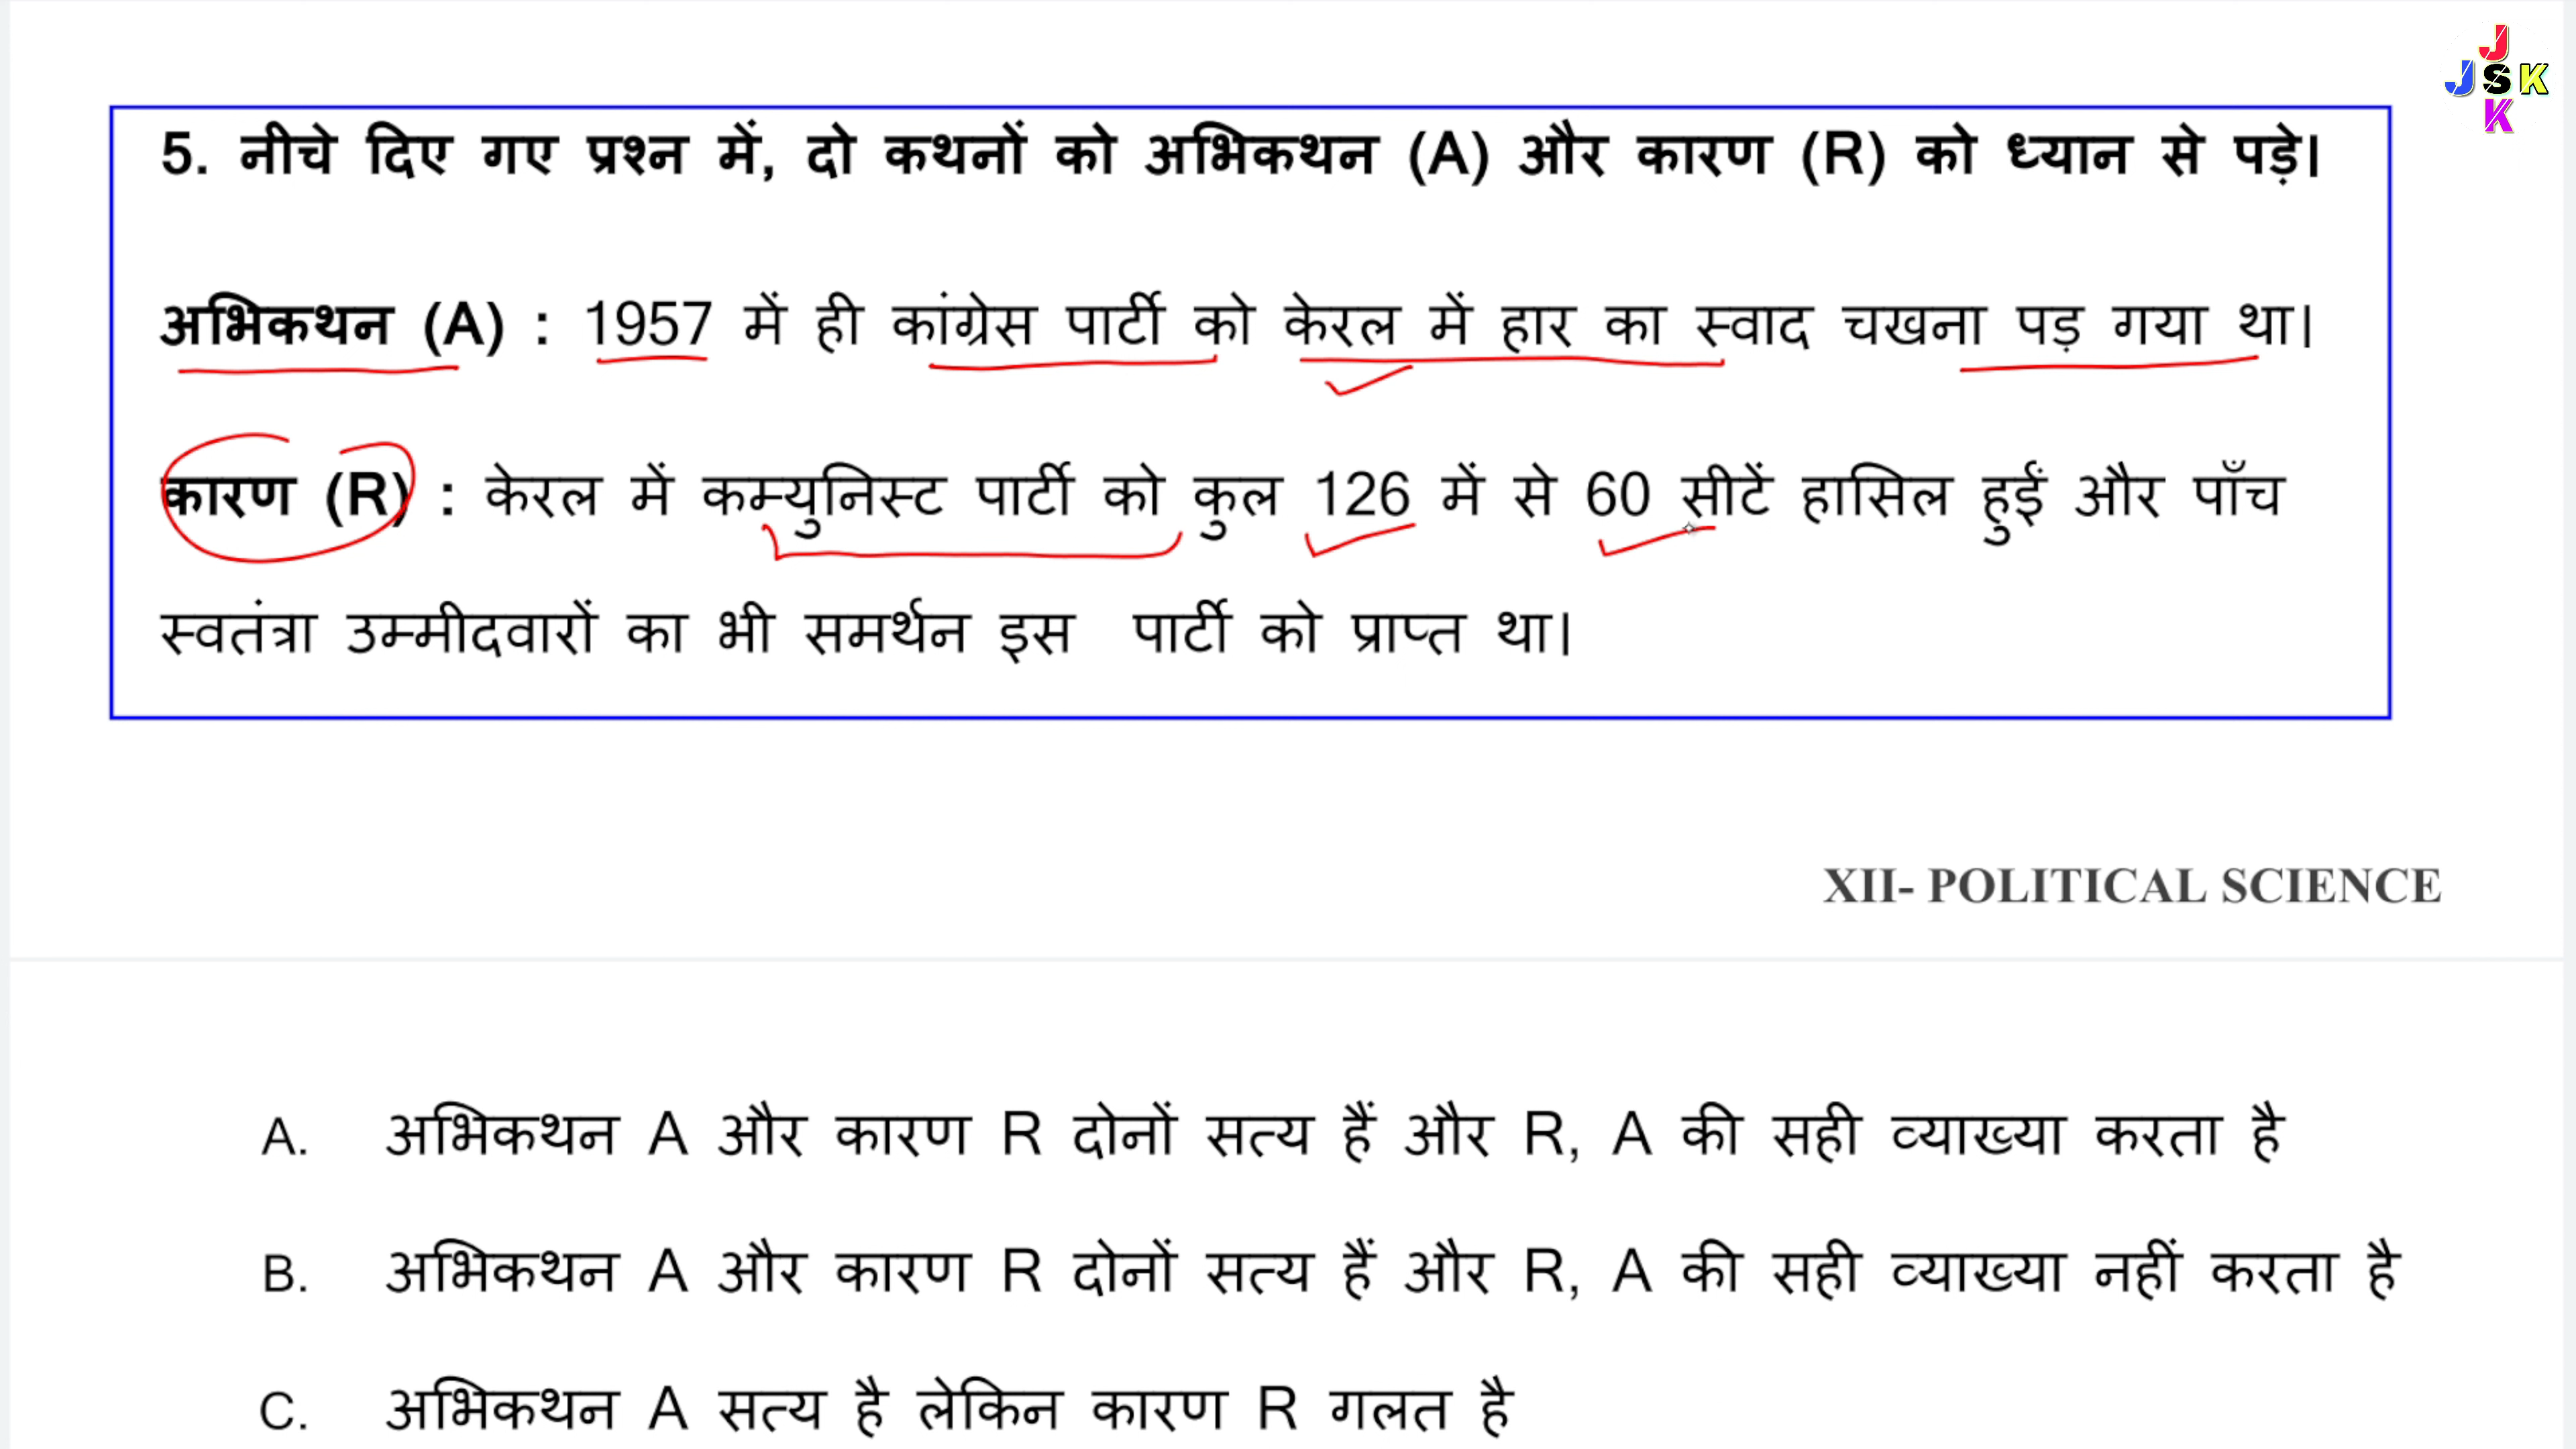 J
J S K
K
5. नीचे दिए गए प्रश्न में, दो कथनों को अभिकथन (A) और कारण (R) को ध्यान से पड़े।
अभिकथन (A) : 1957 में ही कांग्रेस पार्टी को केरल में हार का स्वाद चखना पड़ गया था।
कारण (R) : केरल में कम्युनिस्ट पार्टी को कुल 126 में से 60 सीटें हासिल हुईं और पाँच
स्वतंत्रा उम्मीदवारों का भी समर्थन इस पार्टी को प्राप्त था।
XII- POLITICAL SCIENCE
A. अभिकथन A और कारण R दोनों सत्य हैं और R, A की सही व्याख्या करता है
B. अभिकथन A और कारण R दोनों सत्य हैं और R, A की सही व्याख्या नहीं करता है
C. अभिकथन A सत्य है लेकिन कारण R गलत है